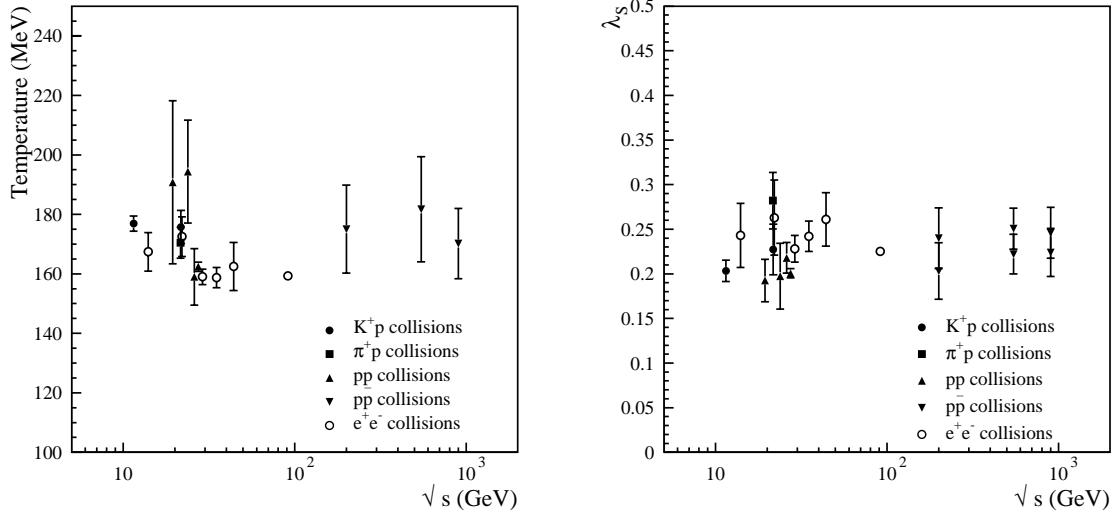 Temperature (MeV)
240
220
200
180
160
140
120
100
10
10²
10³
√ s (GeV)
K⁺p collisions
π⁺p collisions
pp collisions
pp̅ collisions
e⁺e⁻ collisions
λS
0.5
0.45
0.4
0.35
0.3
0.25
0.2
0.15
0.1
0.05
0
10
10²
10³
√ s (GeV)
K⁺p collisions
π⁺p collisions
pp collisions
pp̅ collisions
e⁺e⁻ collisions